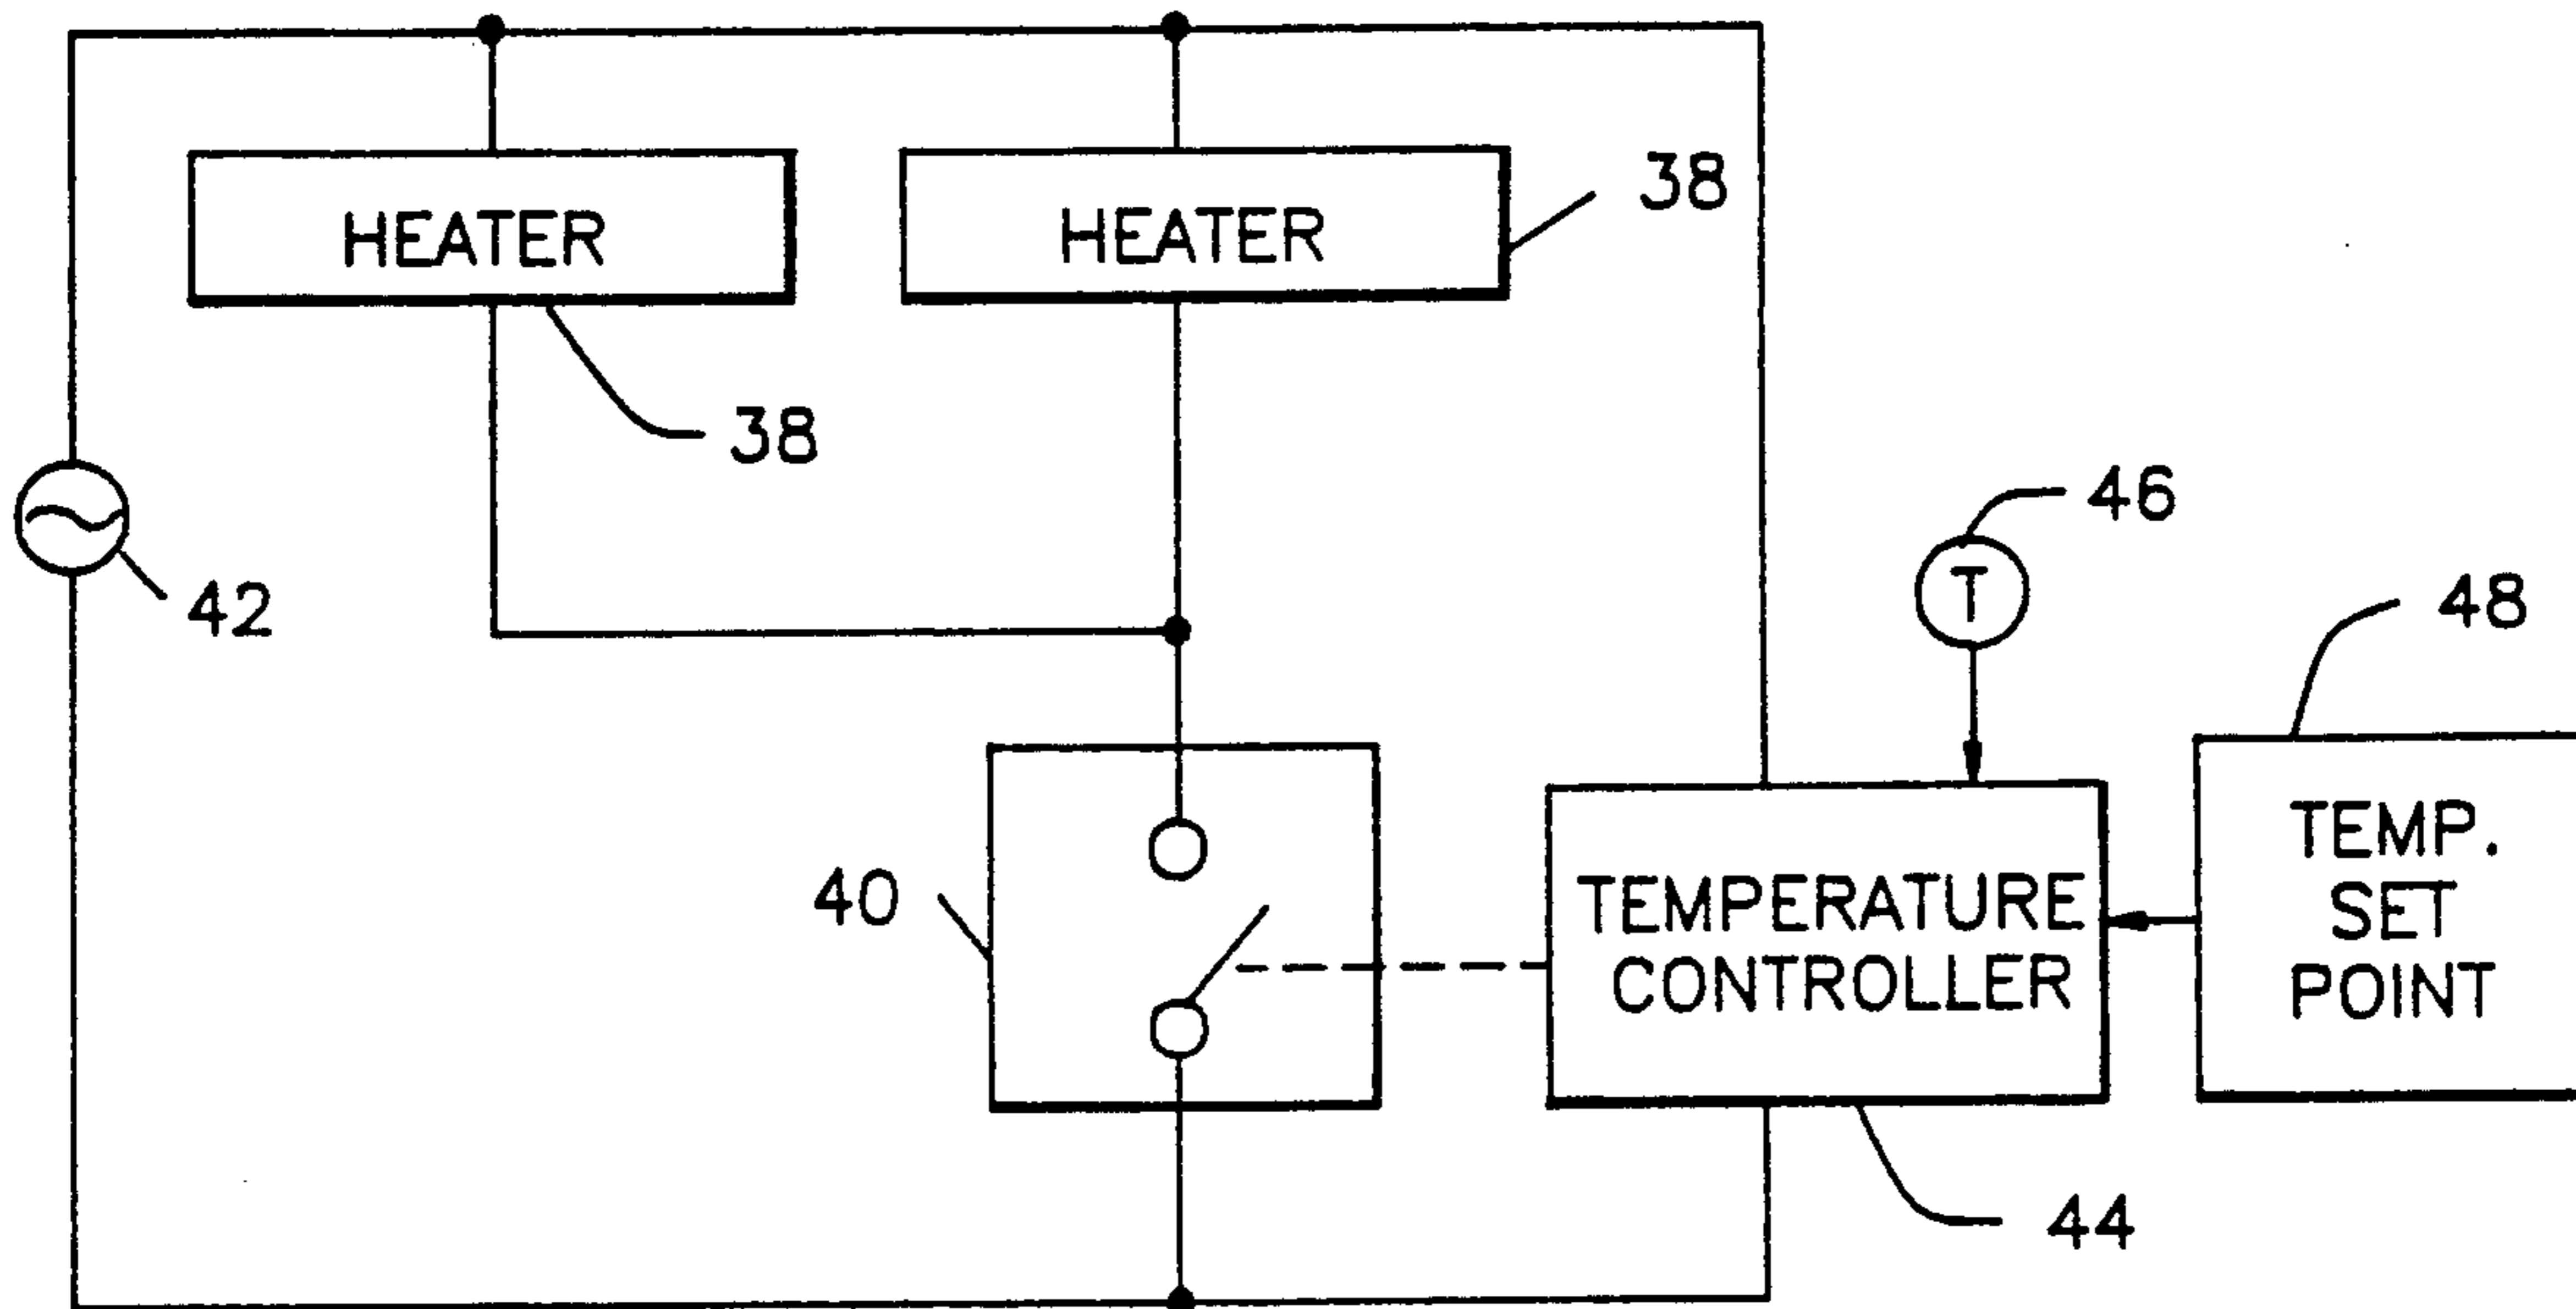 HEATER
HEATER
38
38
46
42
48
T
TEMP.
SET
POINT
40
TEMPERATURE
CONTROLLER
44